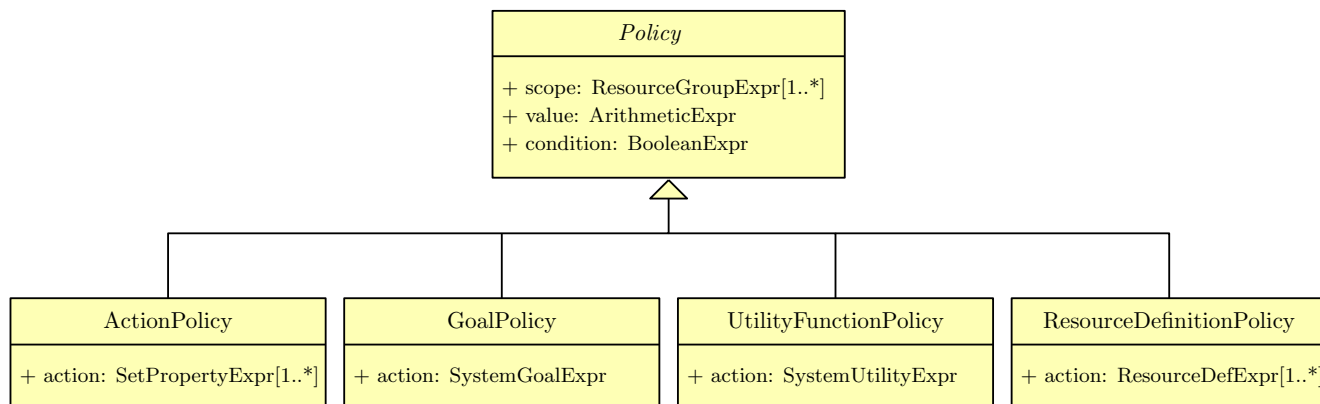 Policy
+ scope: ResourceGroupExpr[1..*]
+ value: ArithmeticExpr
+ condition: BooleanExpr
ActionPolicy
+ action: SetPropertyExpr[1..*]
GoalPolicy
+ action: SystemGoalExpr
UtilityFunctionPolicy
+ action: SystemUtilityExpr
ResourceDefinitionPolicy
+ action: ResourceDefExpr[1..*]